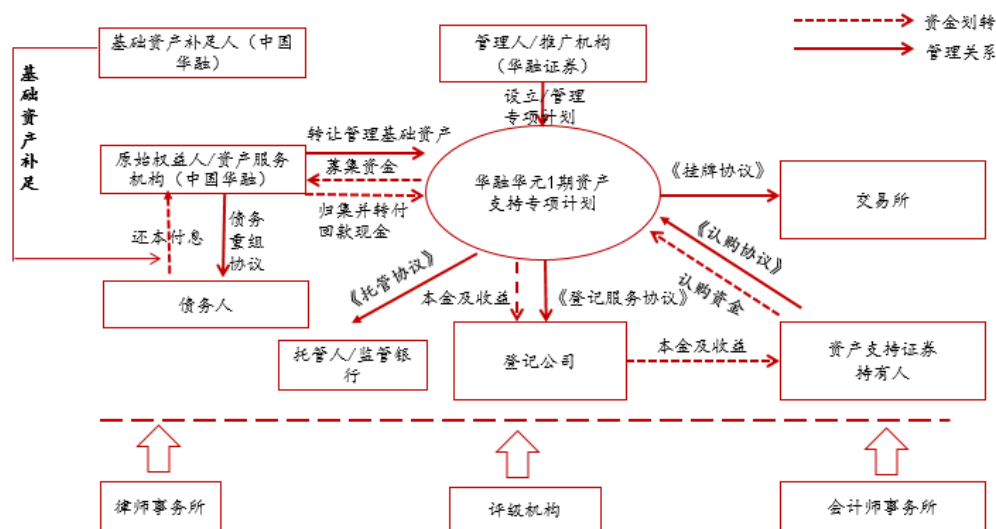 资金划转
管理关系
基础资产补足人（中国
华融）
管理人/推广机构
（华融证券）
基础资产补足
设立/管理
专项计划
转让管理基础资产
原始权益人/资产服务
机构（中国华融）
募集资金
归集并转付
回款现金
华融华元1期资产
支持专项计划
《挂牌协议》
交易所
还本付息
债务
重组
协议
《认购协议》
认购资金
《托管协议》
本金及收益
《登记服务协议》
债务人
托管人/监管银
行
登记公司
本金及收益
资产支持证券
持有人
律师事务所
评级机构
会计师事务所